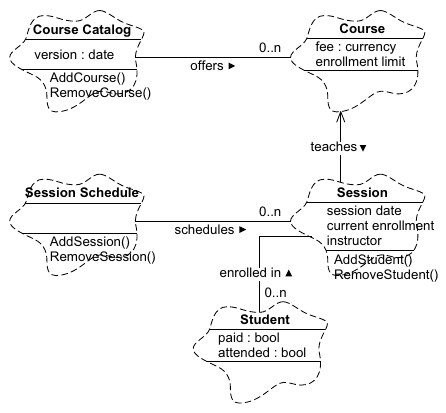 Course Catalog
version : date
AddCourse()
RemoveCourse()
0..n
offers ►
Course
fee : currency
enrollment limit
teaches▼
Session Schedule
AddSession()
RemoveSession()
0..n
schedules ►
Session
session date
current enrollment
instructor
AddStudent()
RemoveStudent()
enrolled in ▲
0..n
Student
paid : bool
attended : bool